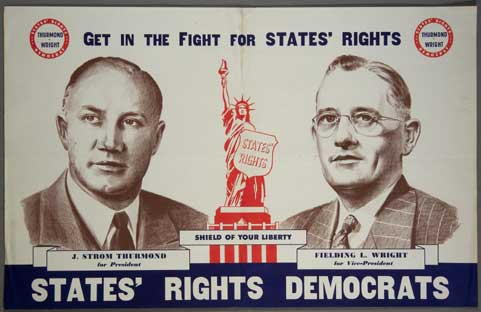 GET IN THE FIGHT FOR STATES' RIGHTS
STATES' RIGHTS
THURMOND
WRIGHT
DEMOCRATS
STATES' RIGHTS
THURMOND
WRIGHT
DEMOCRATS
STATES'
RIGHTS
SHIELD OF YOUR LIBERTY
J. STROM THURMOND
for President
FIELDING L. WRIGHT
for Vice-President
STATES' RIGHTS DEMOCRATS